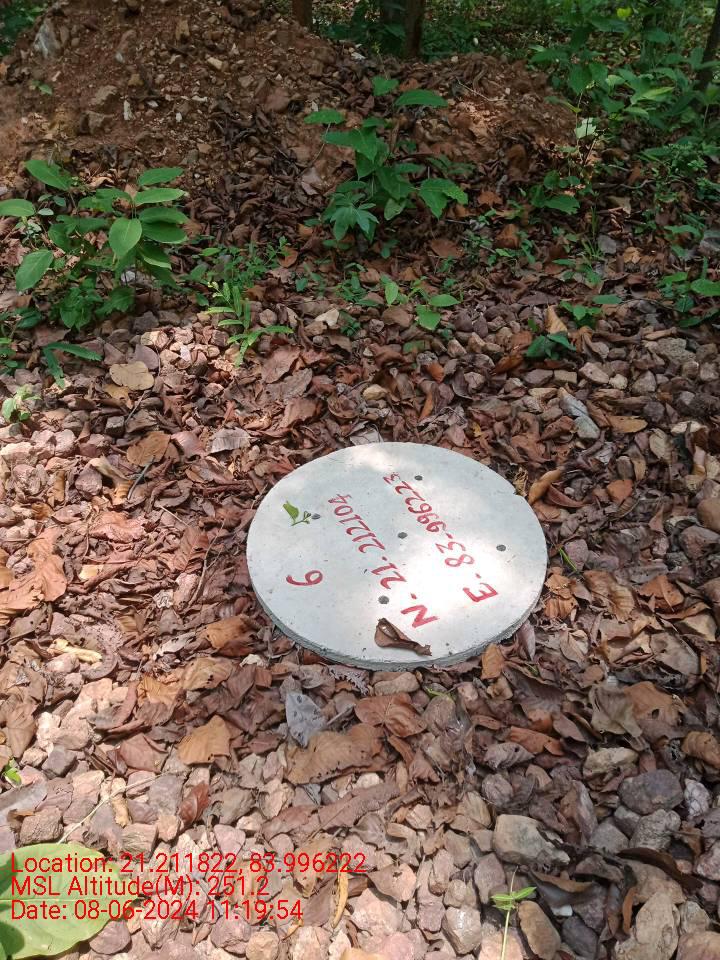 6
N. 21. 212104
E. 83.996223
Location: 21.211822, 83.996222
MSL Altitude(M): 251.2
Date: 08-06-2024 11:19:54